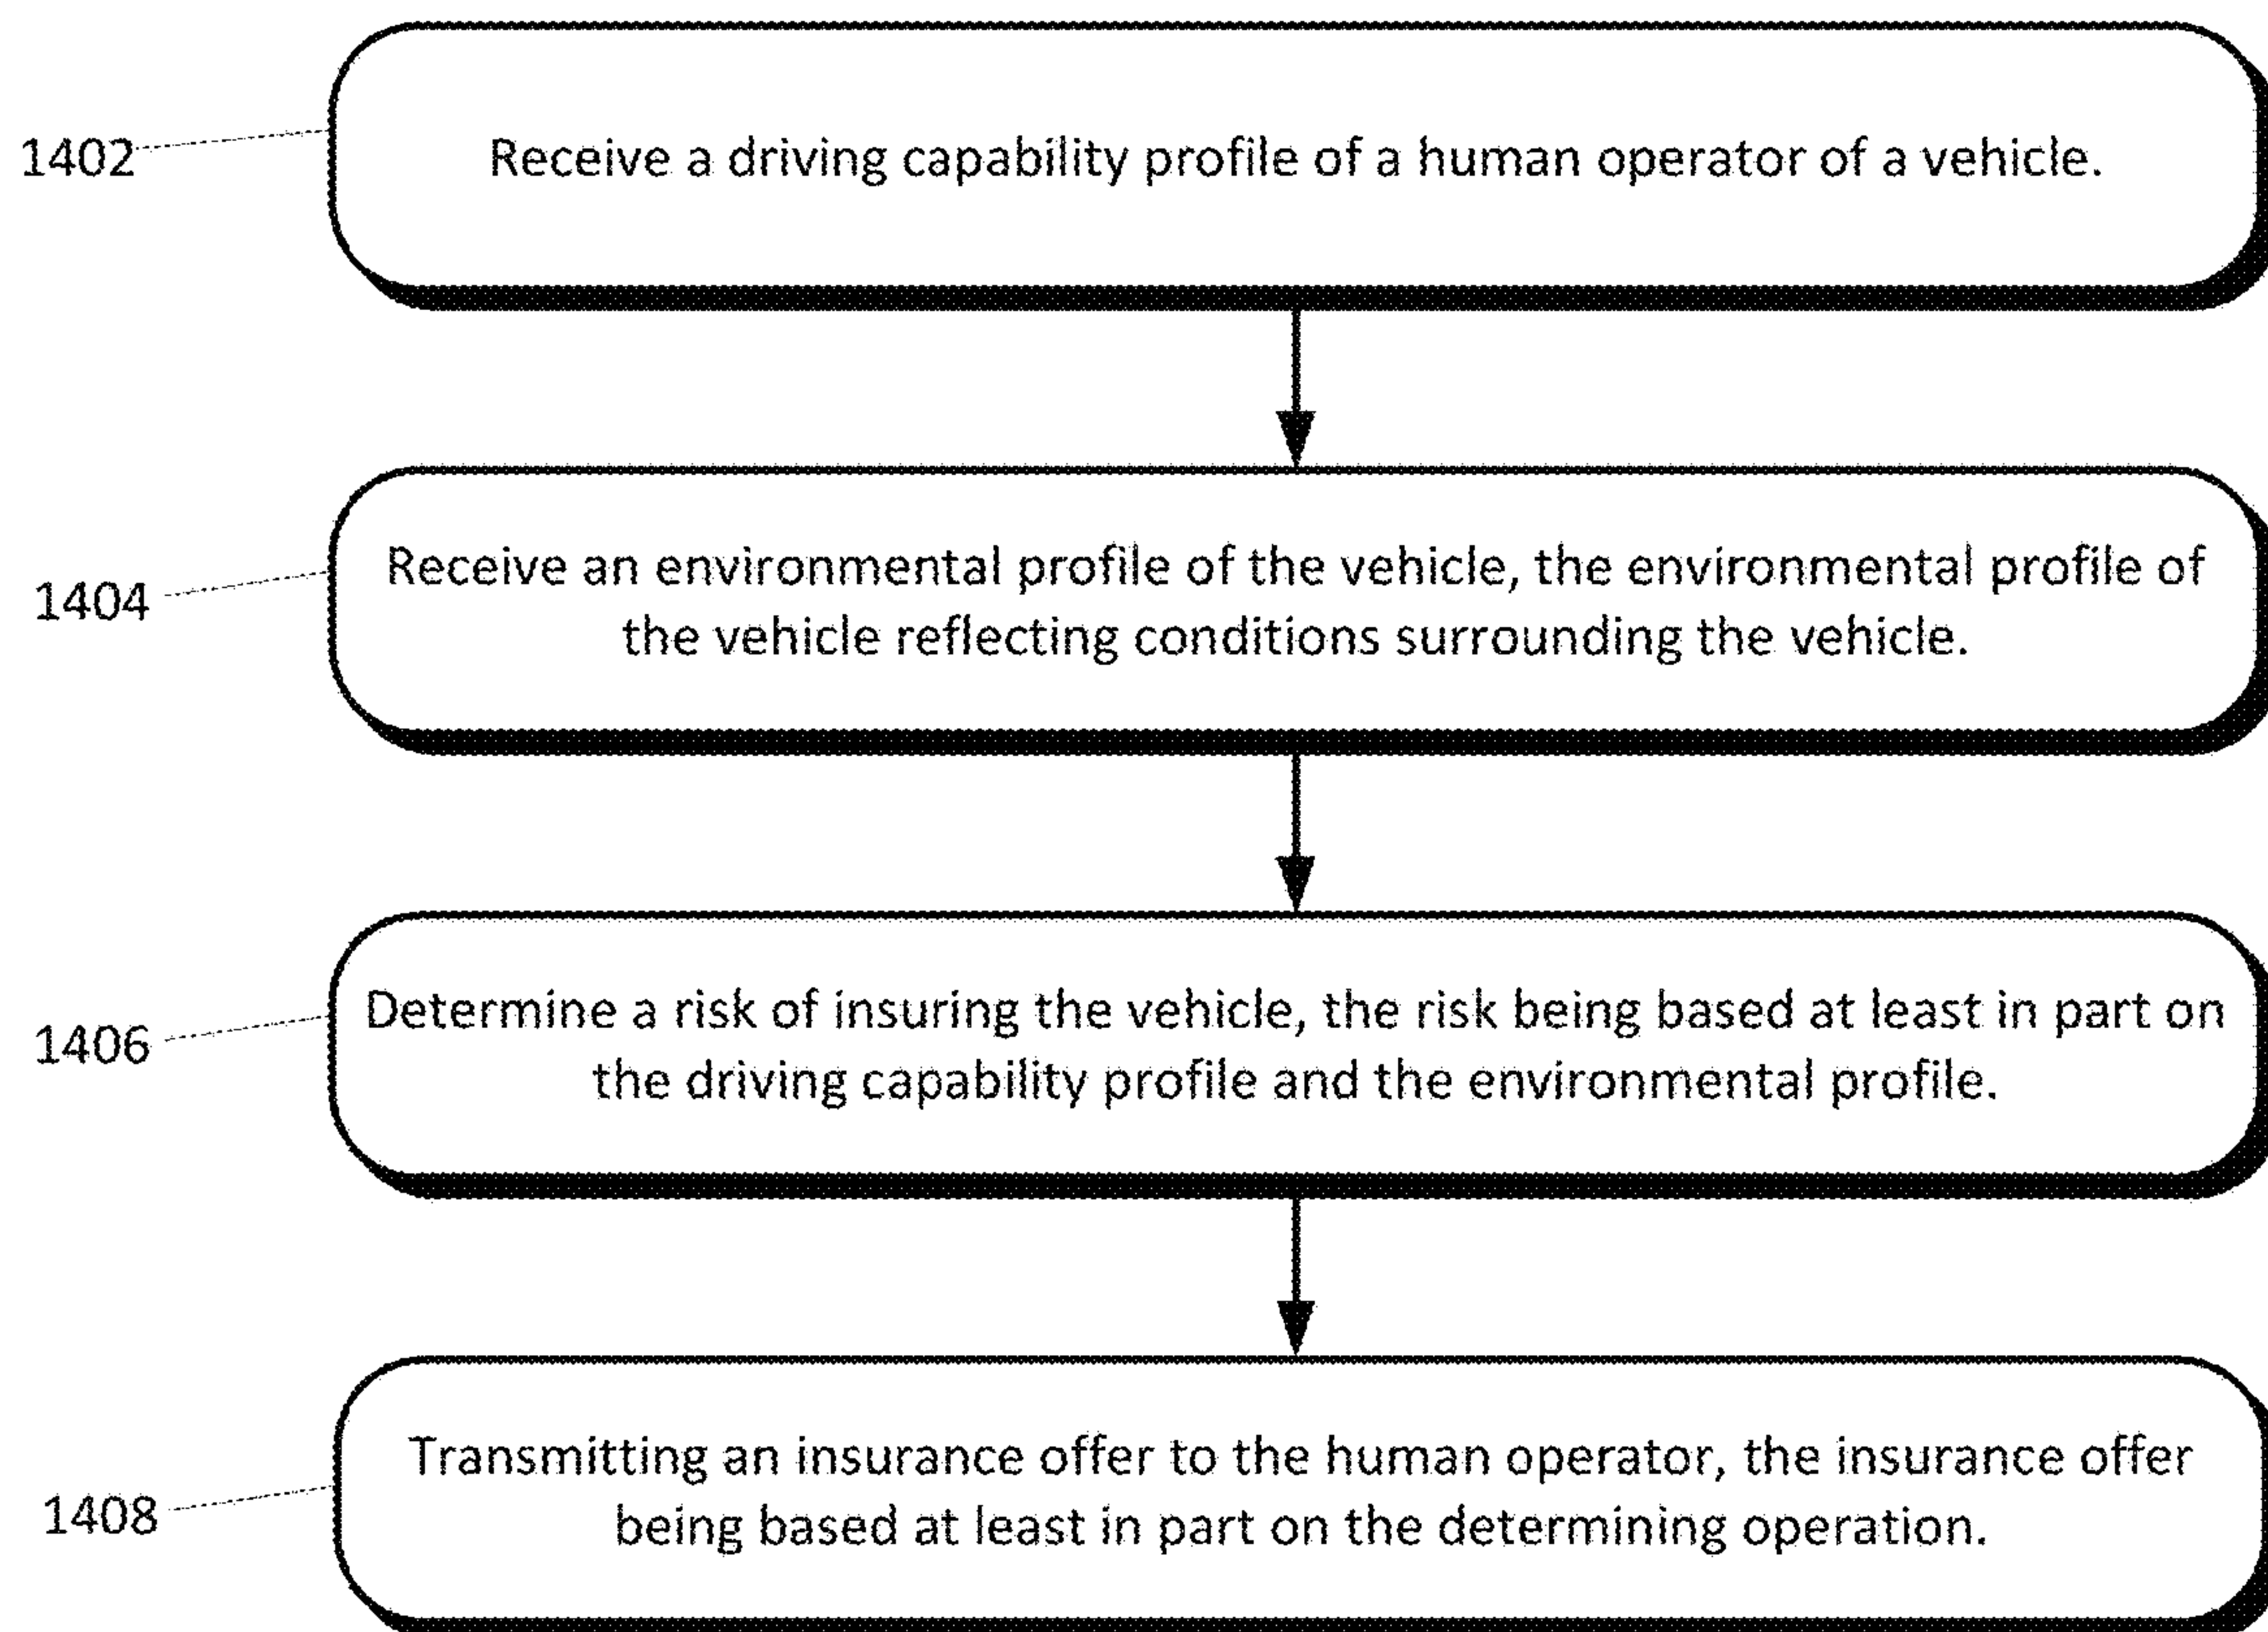 1402
Receive a driving capability profile of a human operator of a vehicle.
1404
Receive an environmental profile of the vehicle, the environmental profile of
the vehicle reflecting conditions surrounding the vehicle.
1406
Determine a risk of insuring the vehicle, the risk being based at least in part on
the driving capability profile and the environmental profile.
1408
Transmitting an insurance offer to the human operator, the insurance offer
being based at least in part on the determining operation.